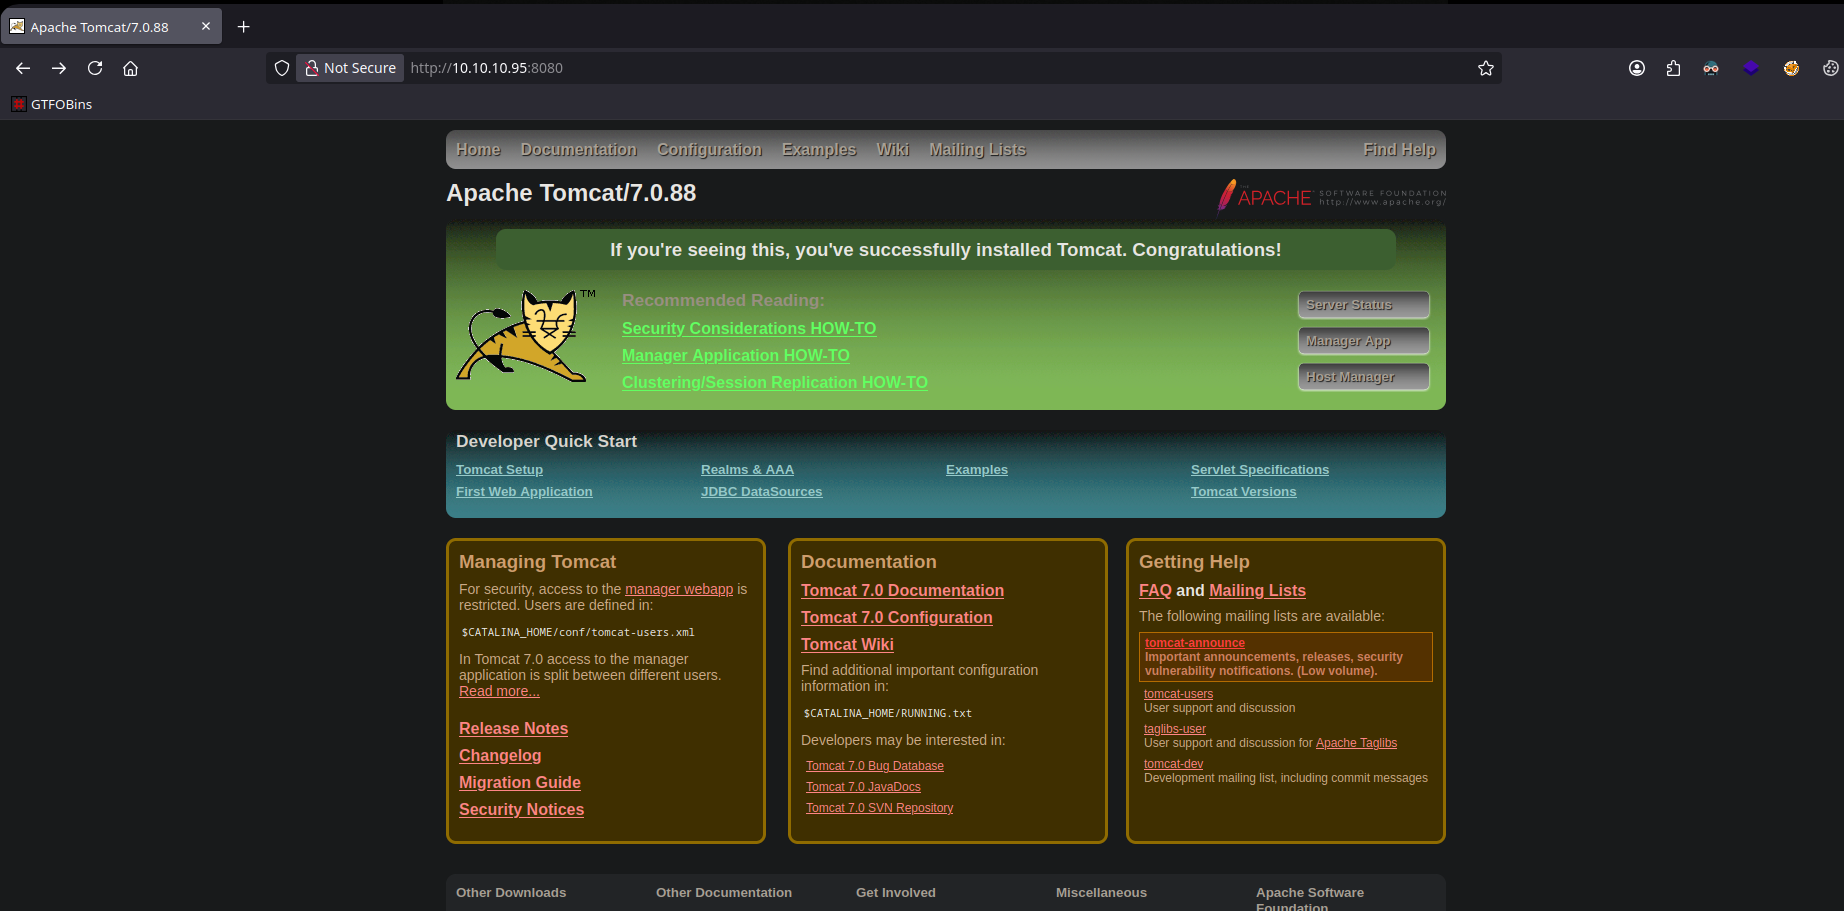 Apache Tomcat/7.0.88
Not Secure http://10.10.10.95:8080
GTFOBins
Home Documentation Configuration Examples Wiki Mailing Lists Find Help
Apache Tomcat/7.0.88
THE APACHE SOFTWARE FOUNDATION
http://www.apache.org/
If you're seeing this, you've successfully installed Tomcat. Congratulations!
TM
Recommended Reading:
Security Considerations HOW-TO
Manager Application HOW-TO
Clustering/Session Replication HOW-TO
Server Status
Manager App
Host Manager
Developer Quick Start
Tomcat Setup
First Web Application
Realms & AAA
JDBC DataSources
Examples
Servlet Specifications
Tomcat Versions
Managing Tomcat
For security, access to the manager webapp is
restricted. Users are defined in:
$CATALINA_HOME/conf/tomcat-users.xml
In Tomcat 7.0 access to the manager
application is split between different users.
Read more...
Release Notes
Changelog
Migration Guide
Security Notices
Documentation
Tomcat 7.0 Documentation
Tomcat 7.0 Configuration
Tomcat Wiki
Find additional important configuration
information in:
$CATALINA_HOME/RUNNING.txt
Developers may be interested in:
Tomcat 7.0 Bug Database
Tomcat 7.0 JavaDocs
Tomcat 7.0 SVN Repository
Getting Help
FAQ and Mailing Lists
The following mailing lists are available:
tomcat-announce
Important announcements, releases, security
vulnerability notifications. (Low volume).
tomcat-users
User support and discussion
taglibs-user
User support and discussion for Apache Taglibs
tomcat-dev
Development mailing list, including commit messages
Other Downloads
Other Documentation
Get Involved
Miscellaneous
Apache Software
Foundation